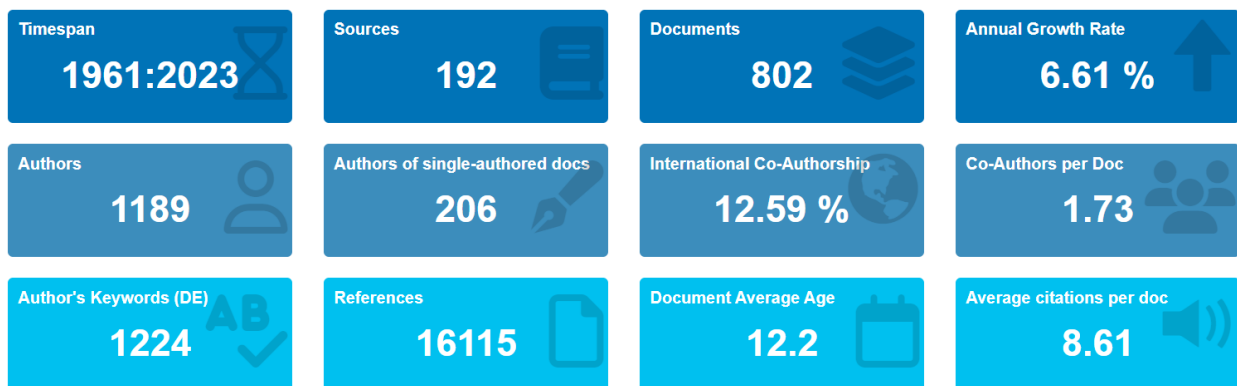 Timespan
1961:2023
Sources
192
Documents
802
Annual Growth Rate
6.61 %
Authors
1189
Authors of single-authored docs
206
International Co-Authorship
12.59 %
Co-Authors per Doc
1.73
Author's Keywords (DE)
1224
AB
References
16115
Document Average Age
12.2
Average citations per doc
8.61